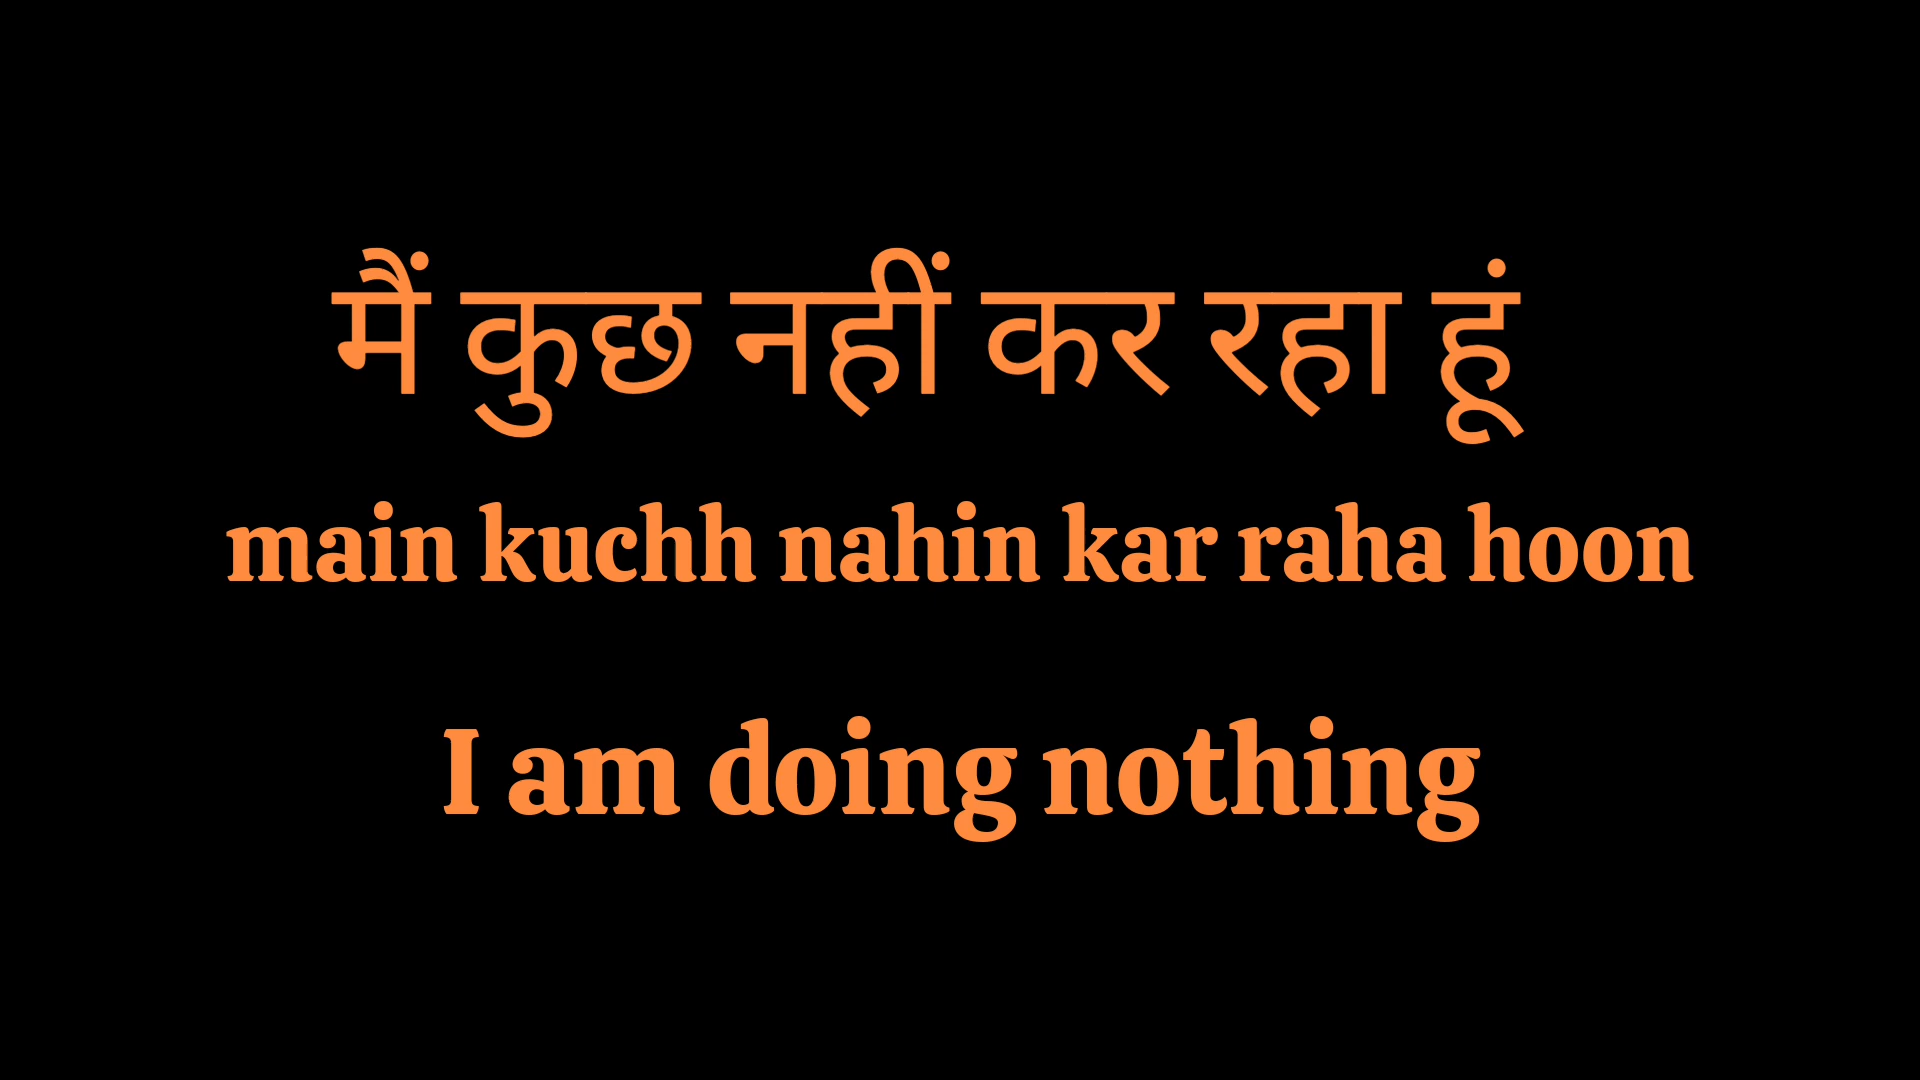 मैं कुछ नहीं कर रहा हूं
main kuchh nahin kar raha hoon
I am doing nothing